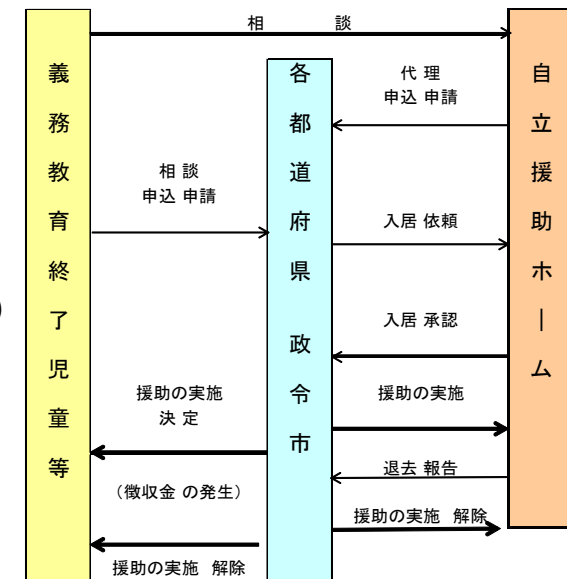 相 談
義務教育終了児童等
各都道府県 政令市
自立援助ホーム
代 理
申込 申請
相 談
申込 申請
入居 依頼
入居 承認
援助の実施
決 定
援助の実施
退去 報告
（徴収金 の発生）
援助の実施 解除
援助の実施 解除
)